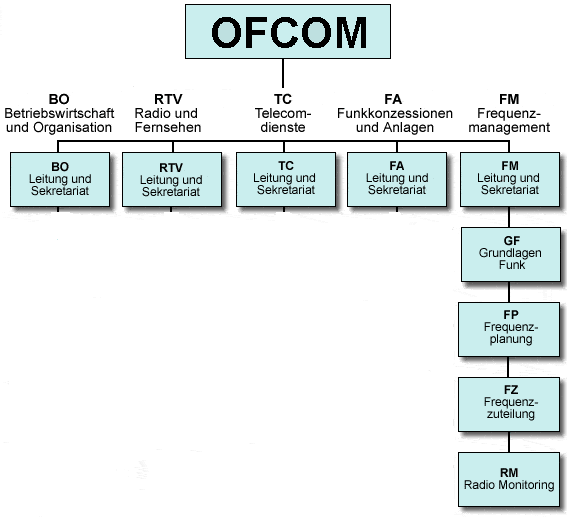 OFCOM
BO
Betriebswirtschaft
und Organisation
RTV
Radio und
Fernsehen
TC
Telecom-
dienste
FA
Funkkonzessionen
und Anlagen
FM
Frequenz-
management
BO
Leitung und
Sekretariat
RTV
Leitung und
Sekretariat
TC
Leitung und
Sekretariat
FA
Leitung und
Sekretariat
FM
Leitung und
Sekretariat
GF
Grundlagen
Funk
FP
Frequenz-
planung
FZ
Frequenz-
zuteilung
RM
Radio Monitoring